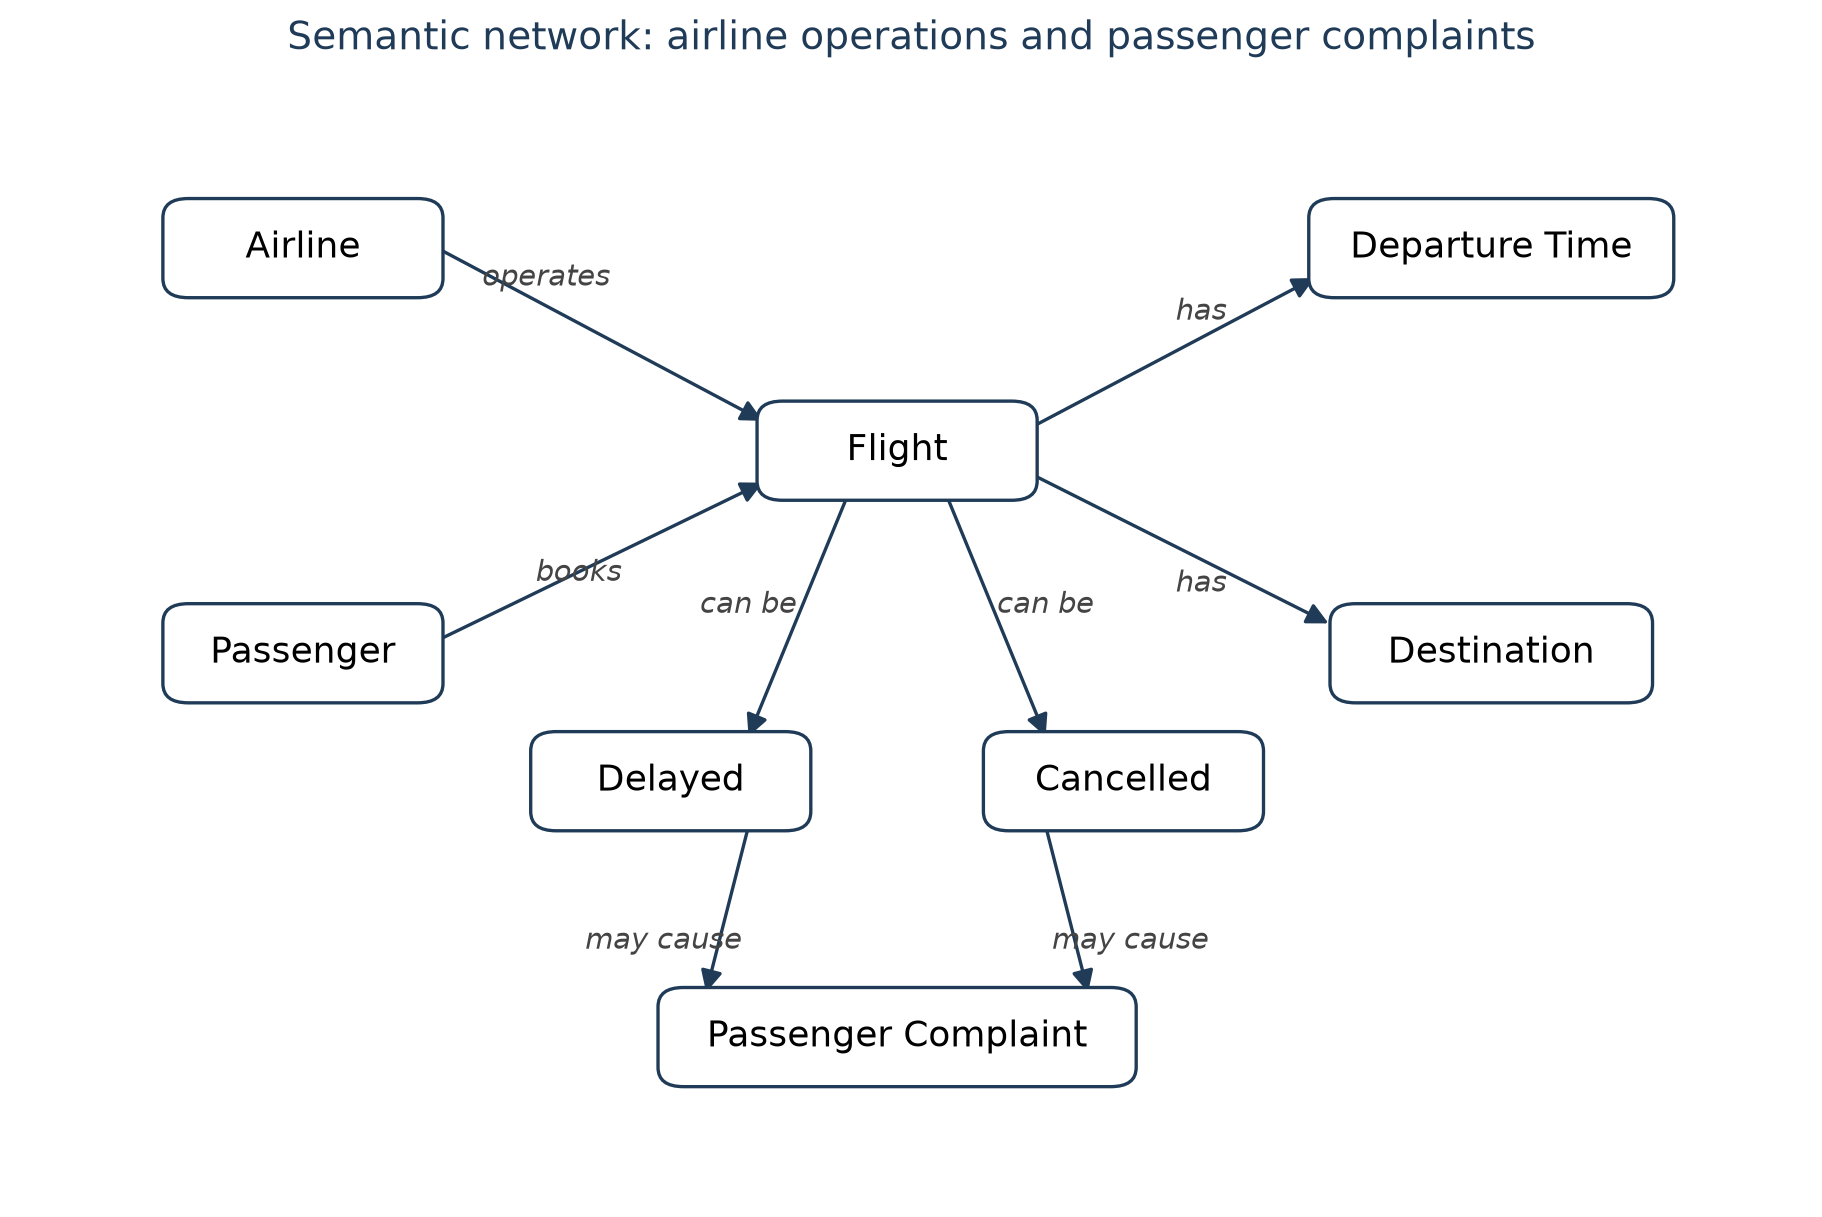 Semantic network: airline operations and passenger complaints
Airline
Departure Time
operates
has
Flight
books
has
can be
can be
Passenger
Destination
Delayed
Cancelled
may cause
may cause
Passenger Complaint